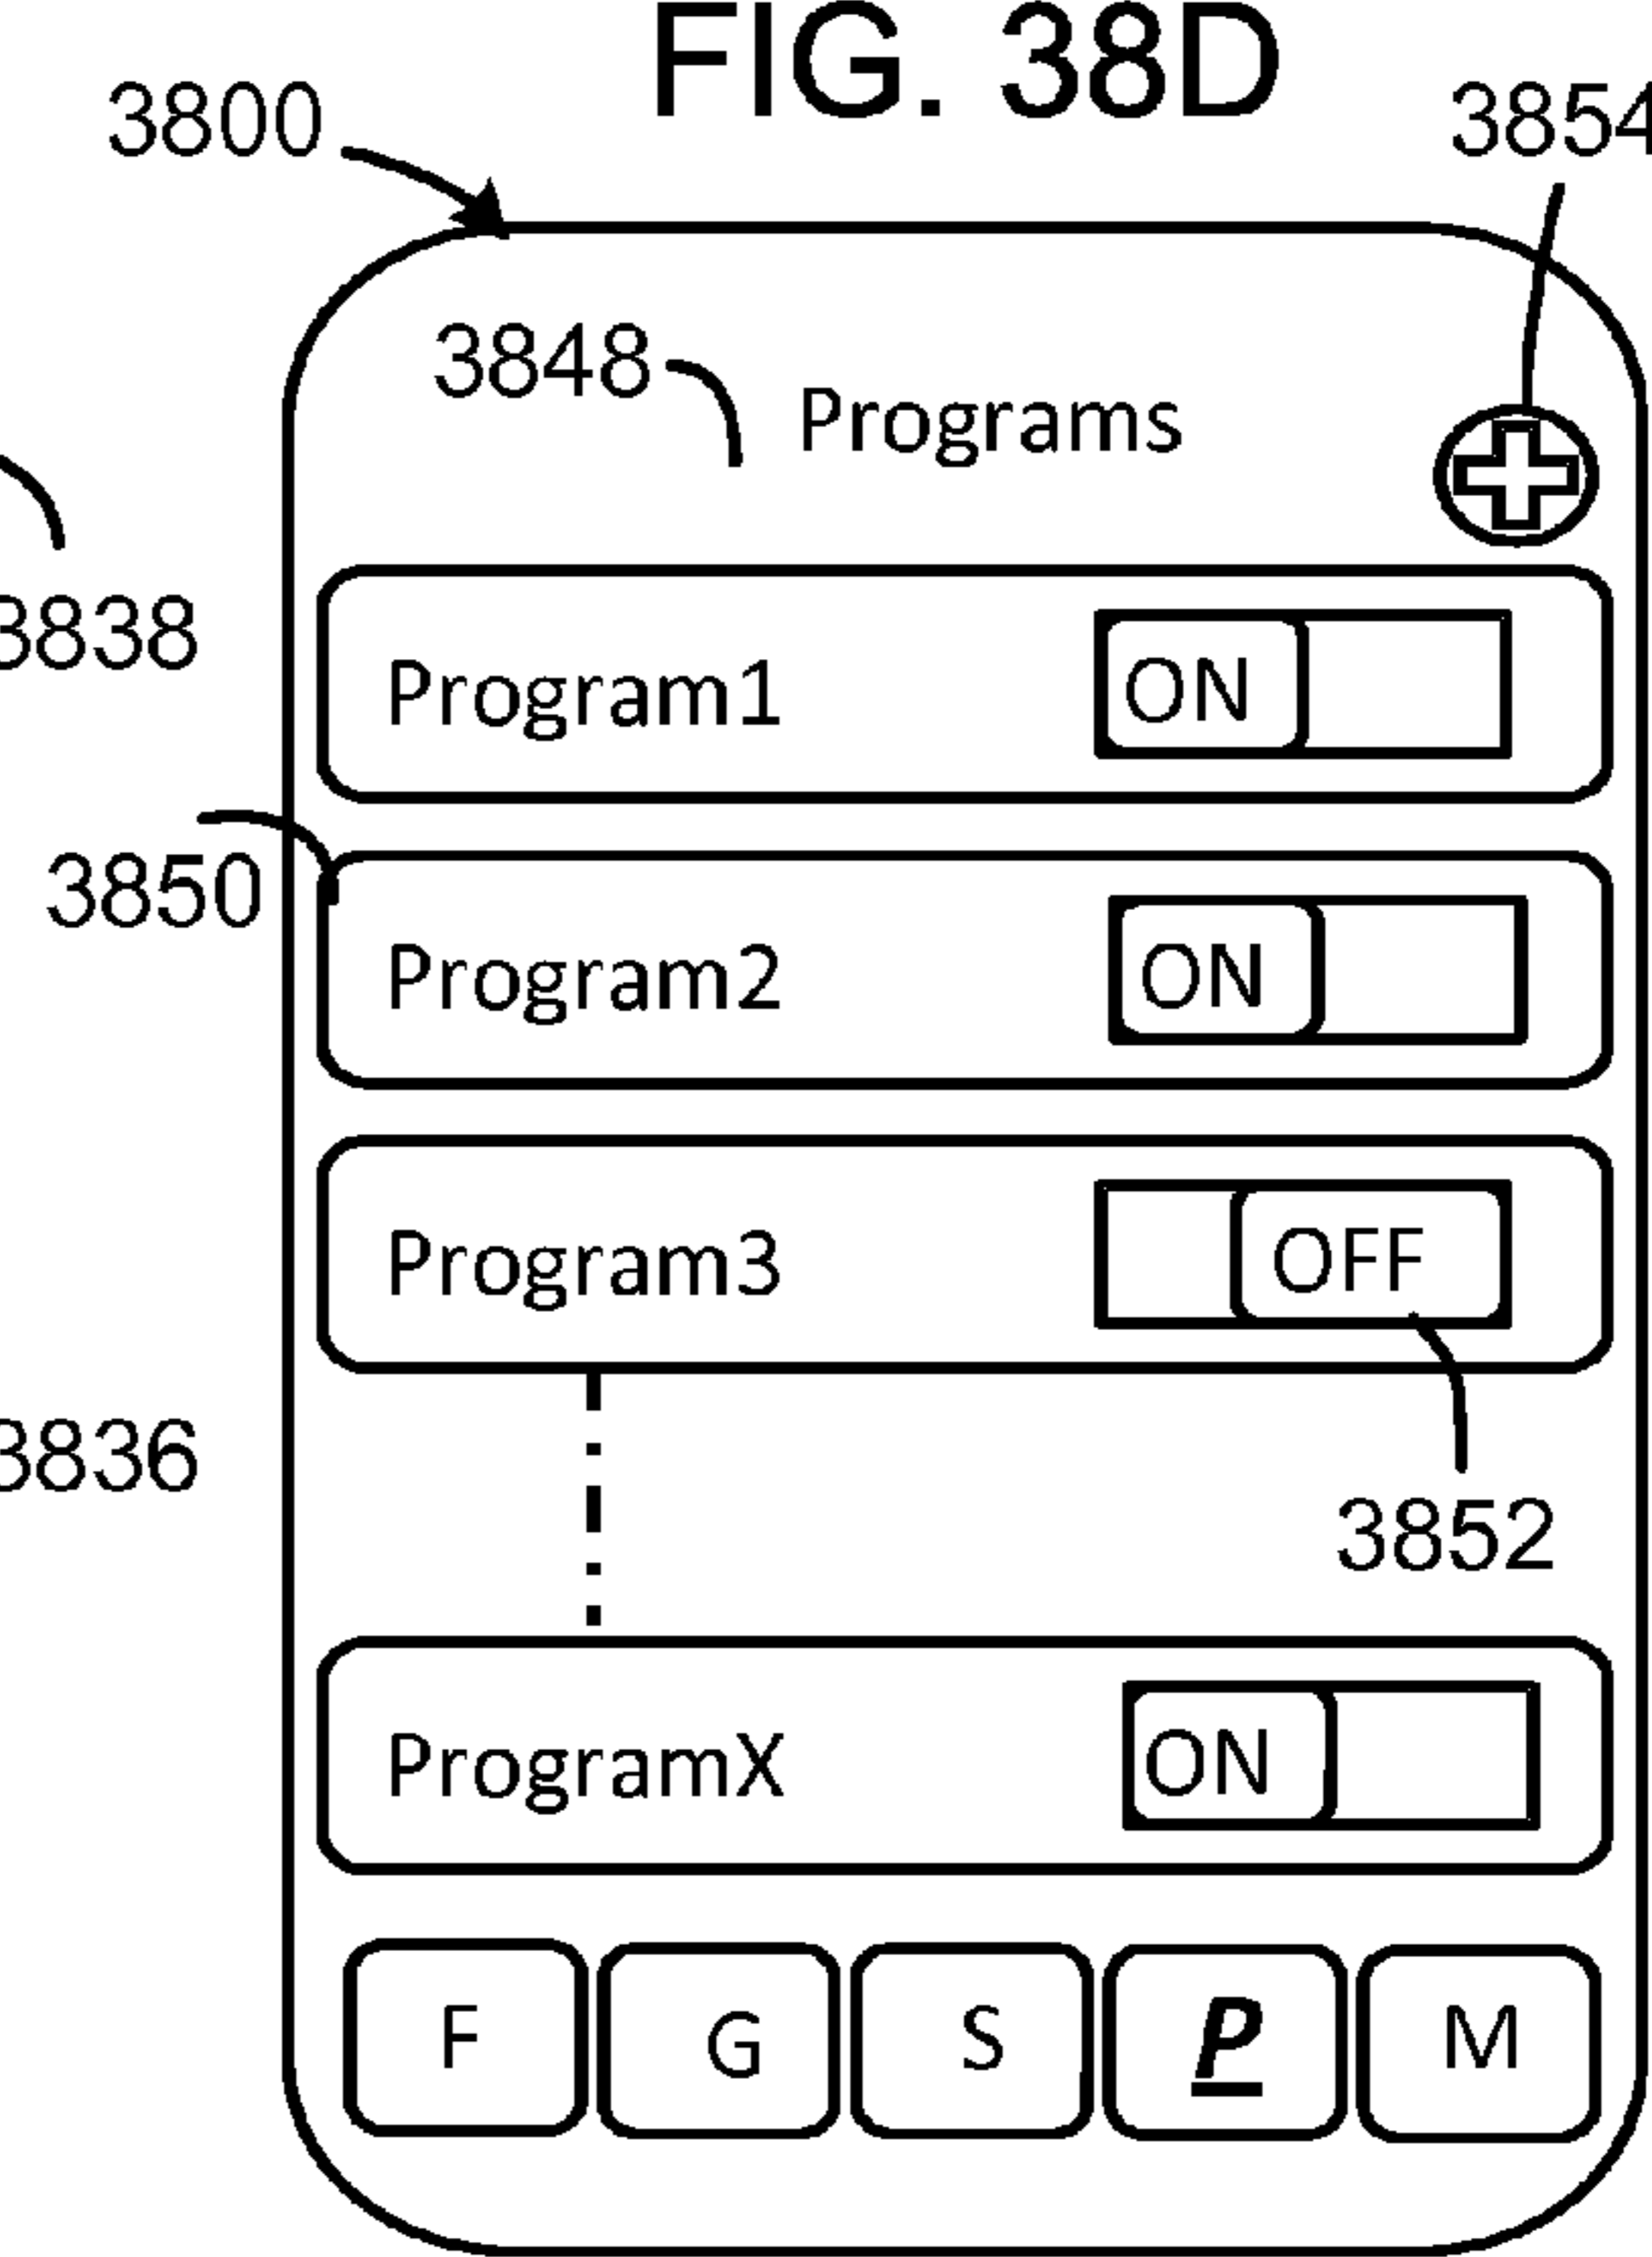 FIG. 38D
3800
3854
3848
Programs
3838
Program1 ON
3850
Program2 ON
Program3 OFF
3836
3852
ProgramX ON
F G S P M